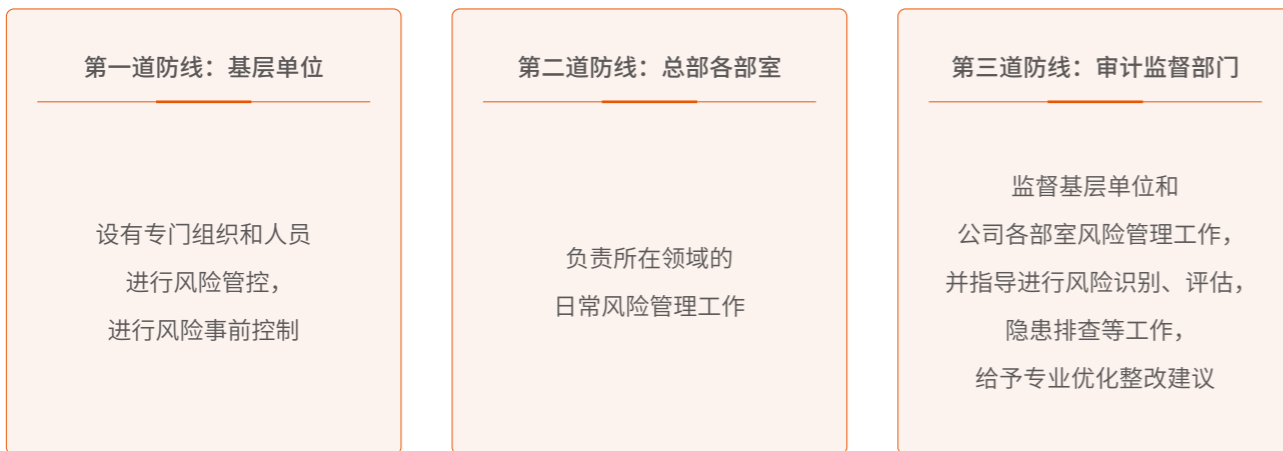 第一道防线：基层单位
设有专门组织和人员
进行风险管控，
进行风险事前控制
第二道防线：总部各部室
负责所在领域的
日常风险管理工作
第三道防线：审计监督部门
监督基层单位和
公司各部室风险管理工作，
并指导进行风险识别、评估，
隐患排查等工作，
给予专业优化整改建议